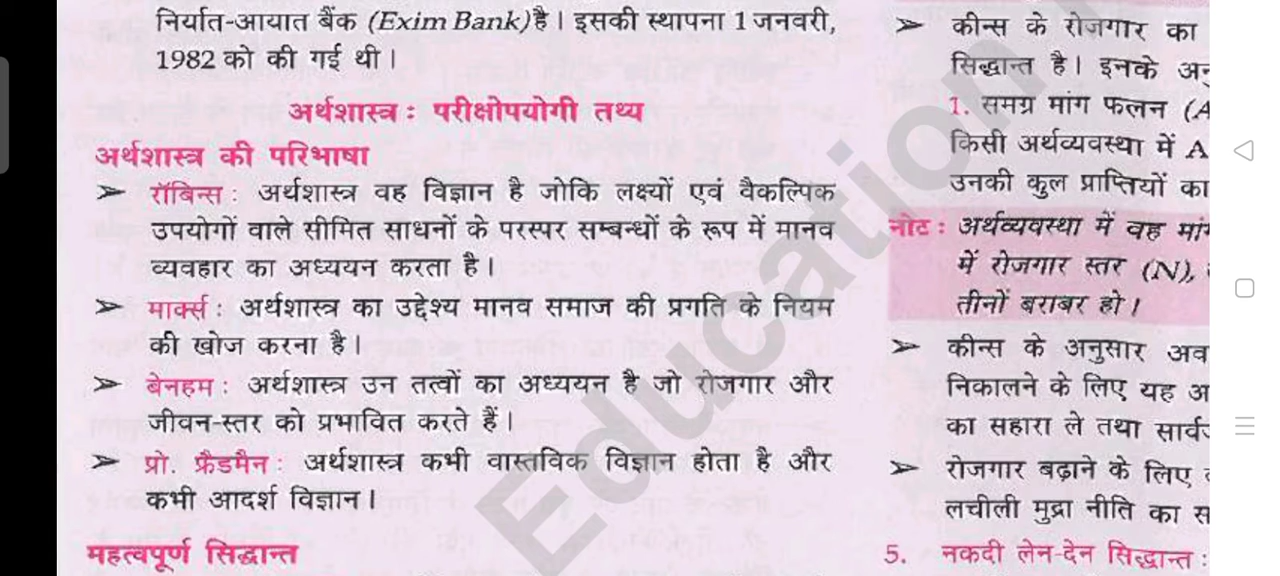 निर्यात-आयात बैंक (Exim Bank) है। इसकी स्थापना 1 जनवरी,
1982 को की गई थी।
अर्थशास्त्र : परीक्षोपयोगी तथ्य
अर्थशास्त्र की परिभाषा
➢ रॉबिन्स : अर्थशास्त्र वह विज्ञान है जोकि लक्ष्यों एवं वैकल्पिक
उपयोगों वाले सीमित साधनों के परस्पर सम्बन्धों के रूप में मानव
व्यवहार का अध्ययन करता है।
➢ मार्क्स : अर्थशास्त्र का उद्देश्य मानव समाज की प्रगति के नियम
की खोज करना है।
➢ बेनहम : अर्थशास्त्र उन तत्वों का अध्ययन है जो रोजगार और
जीवन-स्तर को प्रभावित करते हैं।
➢ प्रो. फ्रैडमैन : अर्थशास्त्र कभी वास्तविक विज्ञान होता है और
कभी आदर्श विज्ञान।
महत्वपूर्ण सिद्धान्त
➢ कीन्स के रोजगार का
सिद्धान्त है। इनके
1. समग्र मांग फलन (A
किसी अर्थव्यवस्था में A
उनकी कुल प्राप्तियों का
नोट : अर्थव्यवस्था में वह
में रोजगार स्तर (N),
तीनों बराबर हो।
➢ कीन्स के अनुसार
निकालने के लिए यह
का सहारा ले तथा
➢ रोजगार बढ़ाने के लिए
लचीली मुद्रा नीति का
5. नकदी लेन-देन सिद्धान्त :
Education